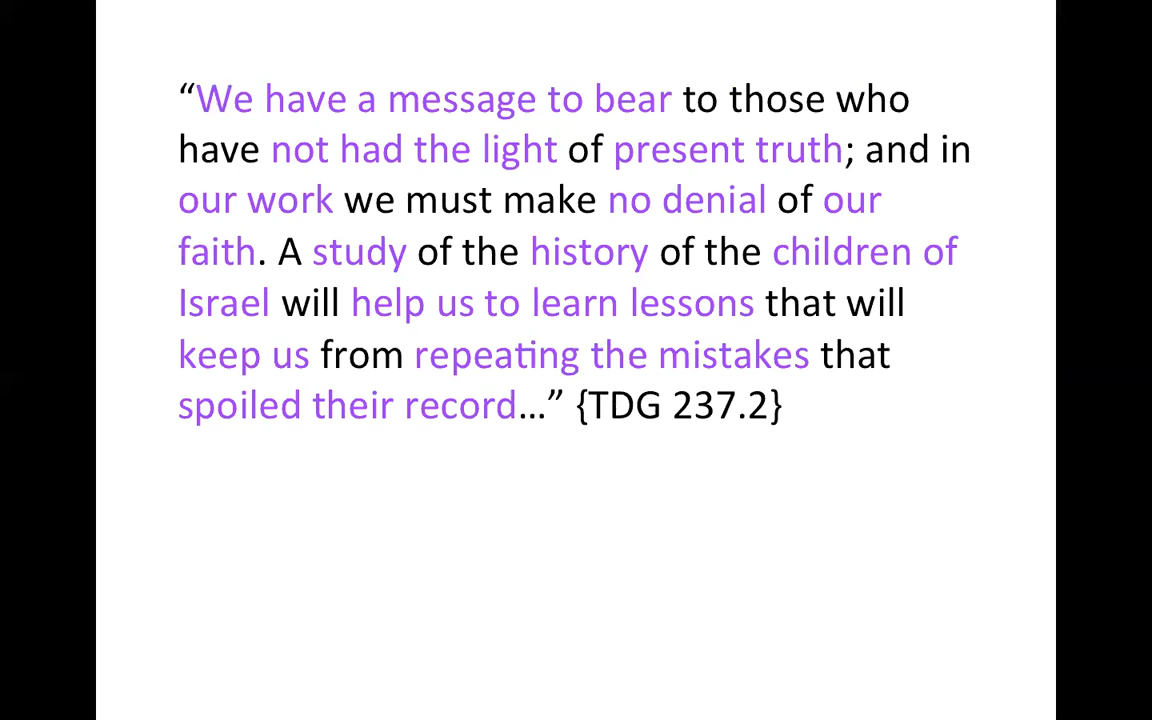 “We have a message to bear to those who
have not had the light of present truth; and in
our work we must make no denial of our
faith. A study of the history of the children of
Israel will help us to learn lessons that will
keep us from repeating the mistakes that
spoiled their record…” {TDG 237.2}